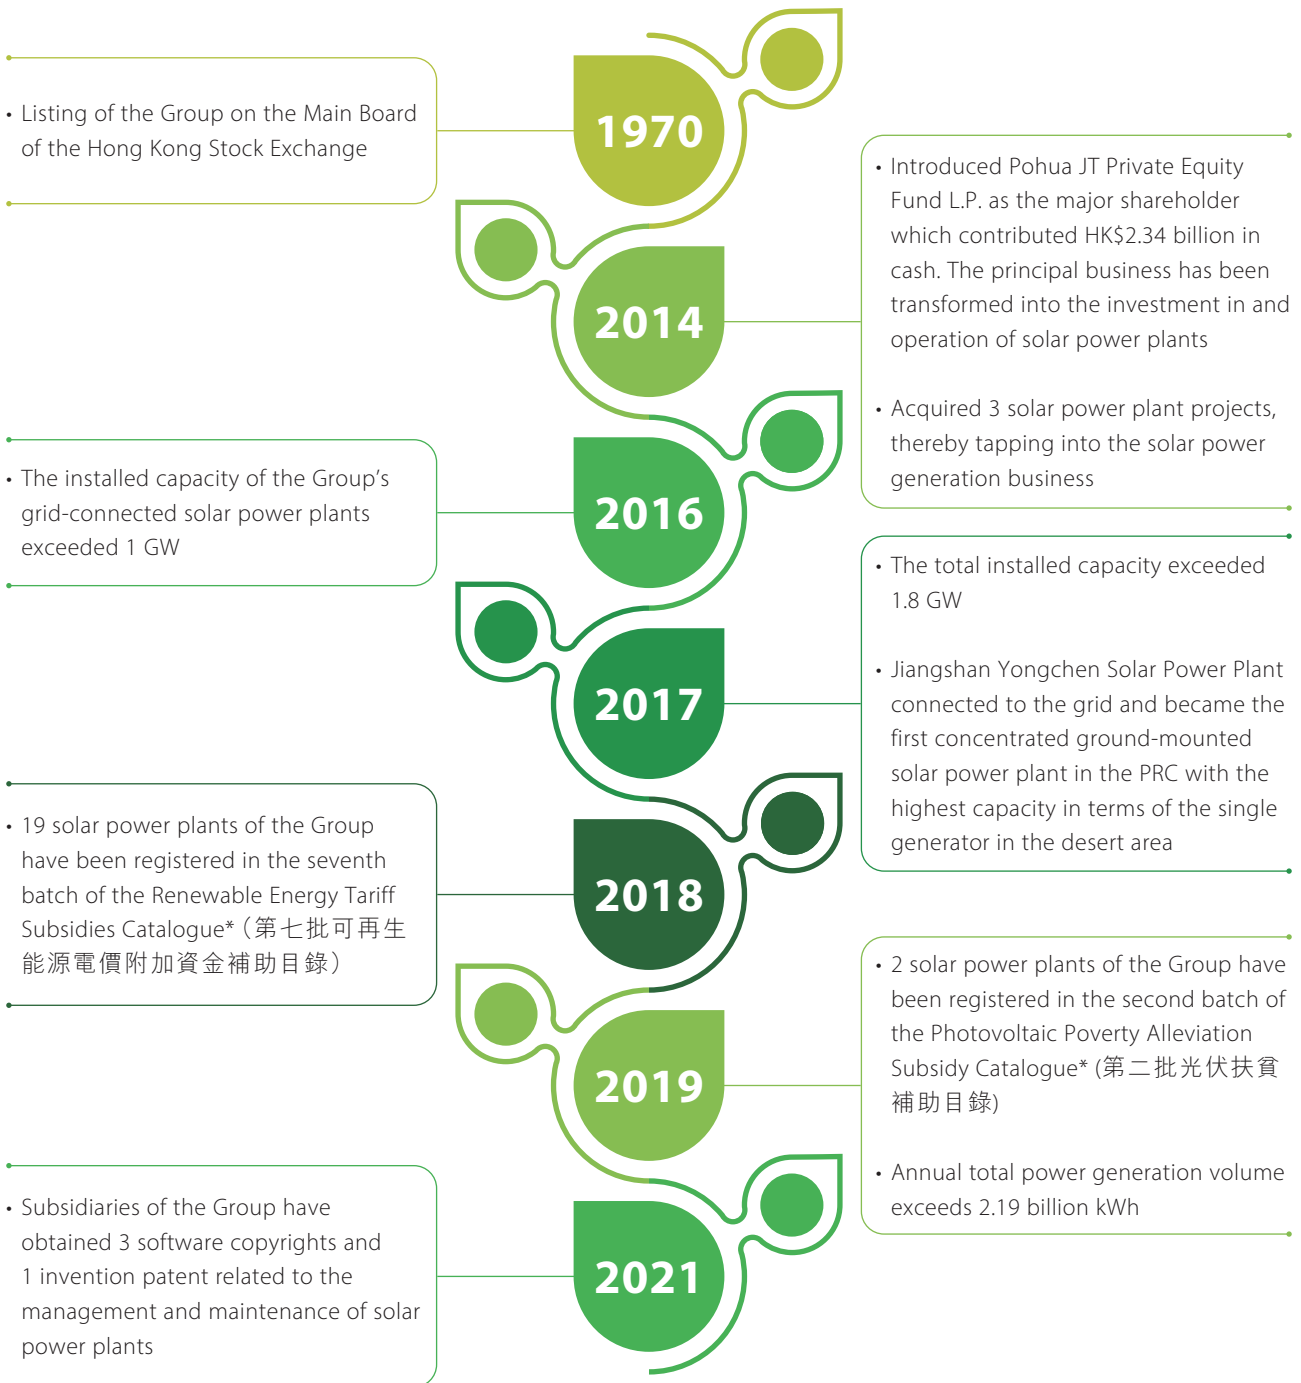 1970
• Listing of the Group on the Main Board
of the Hong Kong Stock Exchange
2014
• Introduced Pohua JT Private Equity
Fund L.P. as the major shareholder
which contributed HK$2.34 billion in
cash. The principal business has been
transformed into the investment in and
operation of solar power plants
• Acquired 3 solar power plant projects,
thereby tapping into the solar power
generation business
2016
• The installed capacity of the Group’s
grid-connected solar power plants
exceeded 1 GW
2017
• The total installed capacity exceeded
1.8 GW
• Jiangshan Yongchen Solar Power Plant
connected to the grid and became the
first concentrated ground-mounted
solar power plant in the PRC with the
highest capacity in terms of the single
generator in the desert area
2018
• 19 solar power plants of the Group
have been registered in the seventh
batch of the Renewable Energy Tariff
Subsidies Catalogue*（第七批可再生
能源電價附加資金補助目錄）
2019
• 2 solar power plants of the Group have
been registered in the second batch of
the Photovoltaic Poverty Alleviation
Subsidy Catalogue* (第二批光伏扶貧
補助目錄)
• Annual total power generation volume
exceeds 2.19 billion kWh
2021
• Subsidiaries of the Group have
obtained 3 software copyrights and
1 invention patent related to the
management and maintenance of solar
power plants